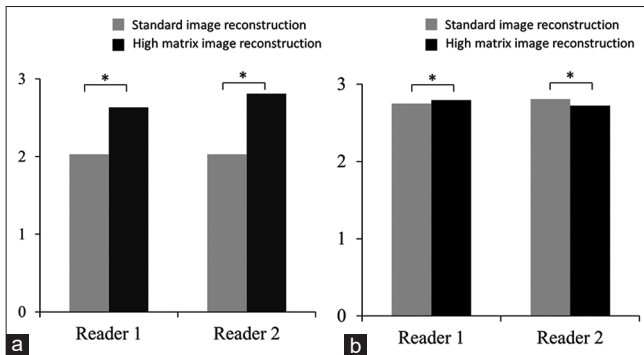 Standard image reconstruction
High matrix image reconstruction
*
*
3
2
1
0
Reader 1
Reader 2
a
Standard image reconstruction
High matrix image reconstruction
*
*
3
2
1
0
Reader 1
Reader 2
b